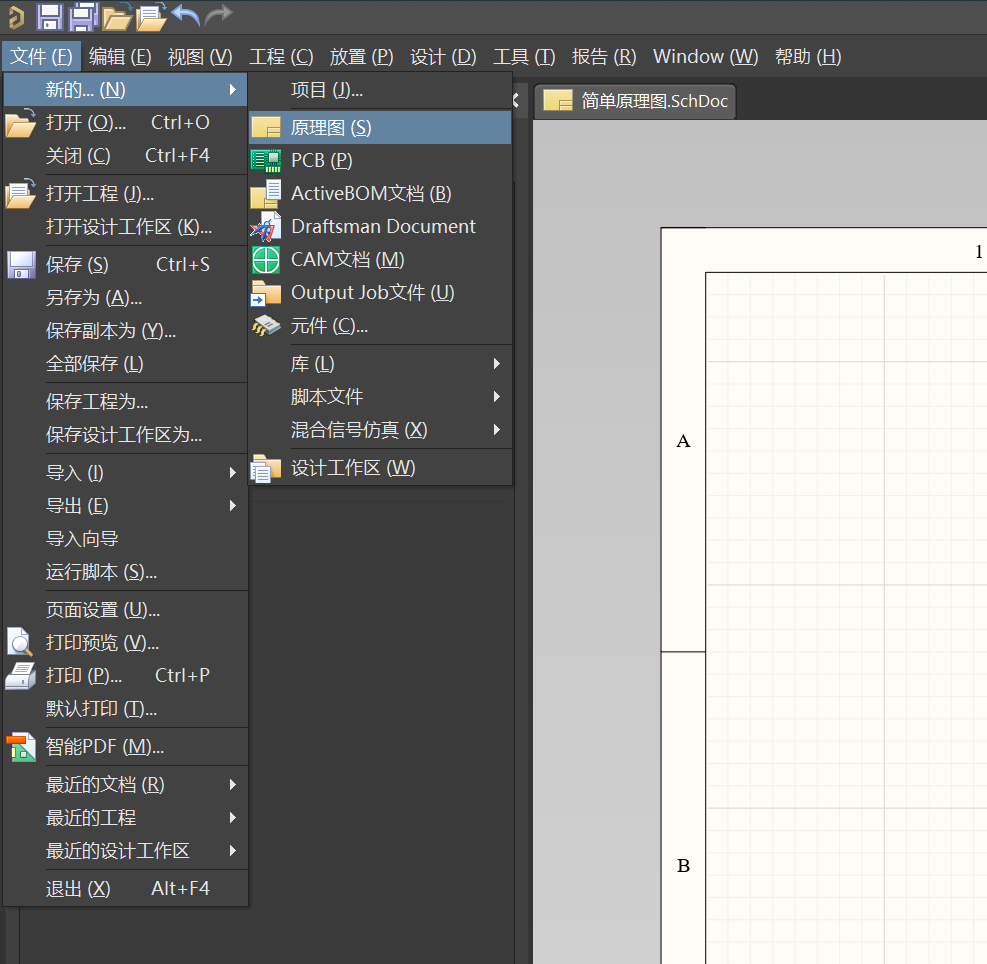 文件 (F) 编辑 (E) 视图 (V) 工程 (C) 放置 (P) 设计 (D) 工具 (T) 报告 (R) Window (W) 帮助 (H)
新的... (N)
打开 (O)... Ctrl+O
关闭 (C) Ctrl+F4
打开工程 (J)...
打开设计工作区 (K)...
保存 (S) Ctrl+S
另存为 (A)...
保存副本为 (Y)...
全部保存 (L)
保存工程为...
保存设计工作区为...
导入 (I)
导出 (E)
导入向导
运行脚本 (S)...
页面设置 (U)...
打印预览 (V)...
打印 (P)... Ctrl+P
默认打印 (T)...
智能PDF (M)...
最近的文档 (R)
最近的工程
最近的设计工作区
退出 (X) Alt+F4
项目 (J)...
原理图 (S)
PCB (P)
ActiveBOM文档 (B)
Draftsman Document
CAM文档 (M)
Output Job文件 (U)
元件 (C)...
库 (L)
脚本文件
混合信号仿真 (X)
设计工作区 (W)
简单原理图.SchDoc
1
A
B